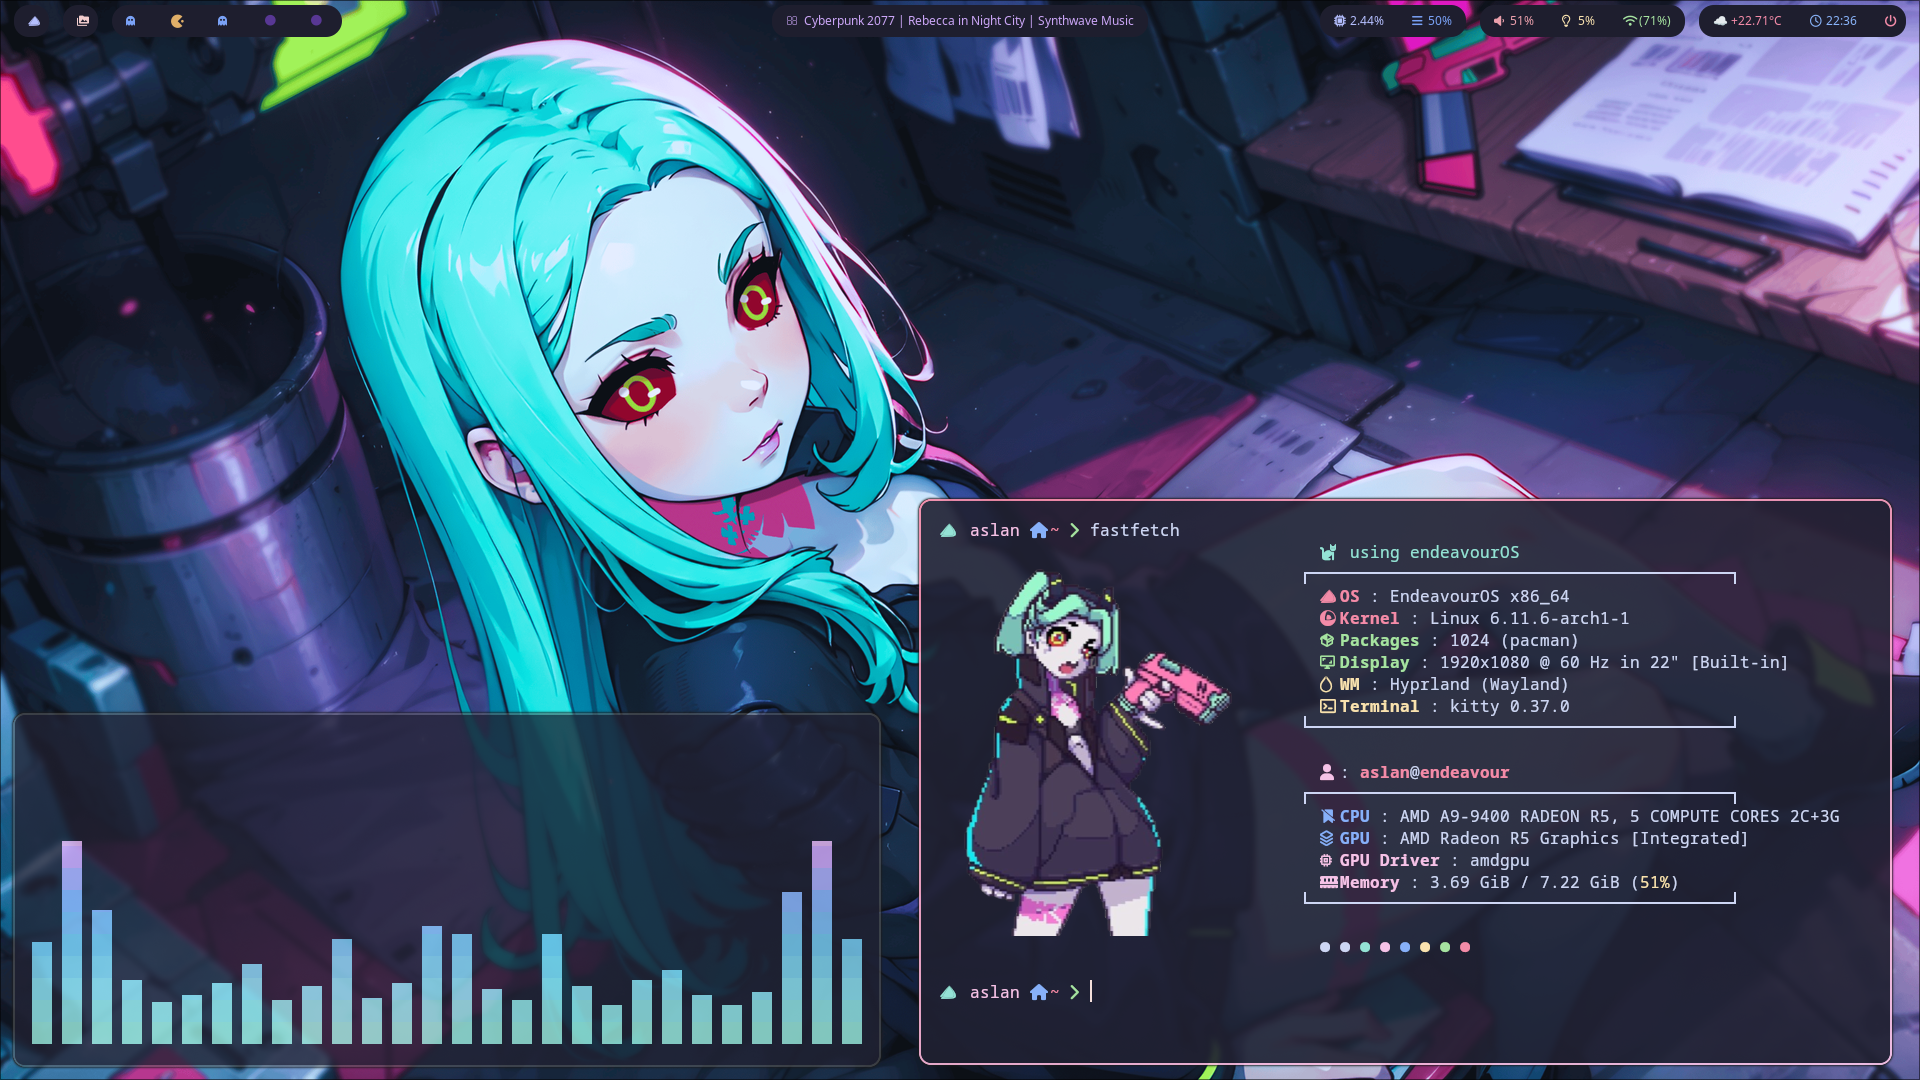 Cyberpunk 2077 | Rebecca in Night City | Synthwave Music
2.44% 50%
51% 5% (71%)
+22.71°C 22:36
aslan ~ > fastfetch
using endeavourOS
OS : EndeavourOS x86_64
Kernel : Linux 6.11.6-arch1-1
Packages : 1024 (pacman)
Display : 1920x1080 @ 60 Hz in 22" [Built-in]
WM : Hyprland (Wayland)
Terminal : kitty 0.37.0
: aslan@endeavour
CPU : AMD A9-9400 RADEON R5, 5 COMPUTE CORES 2C+3G
GPU : AMD Radeon R5 Graphics [Integrated]
GPU Driver : amdgpu
Memory : 3.69 GiB / 7.22 GiB (51%)
aslan ~ >